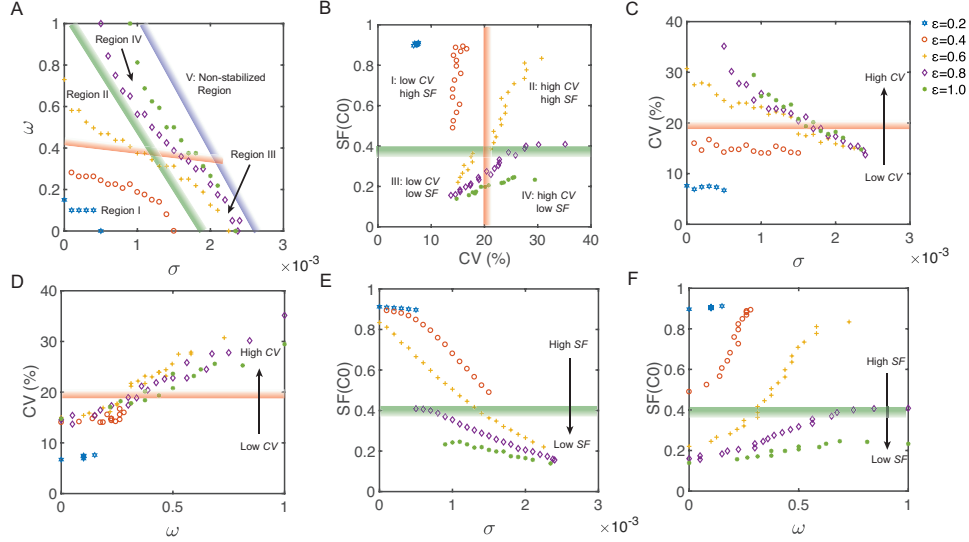 A
1
0.8
0.6
0.4
0.2
0
ω
0
1
2
3
σ
×10⁻³
Region IV
Region II
V: Non-stabilized
Region
Region III
Region I
B
1
0.8
0.6
0.4
0.2
0
SF(C0)
0
10
20
30
40
CV (%)
I: low CV
high SF
II: high CV
high SF
III: low CV
low SF
IV: high CV
low SF
C
40
30
20
10
0
CV (%)
0
1
2
3
σ
×10⁻³
High CV
Low CV
ε=0.2
ε=0.4
ε=0.6
ε=0.8
ε=1.0
D
40
30
20
10
0
CV (%)
0
0.5
1
ω
High CV
Low CV
E
1
0.8
0.6
0.4
0.2
0
SF(C0)
0
1
2
3
σ
×10⁻³
High SF
Low SF
F
1
0.8
0.6
0.4
0.2
0
SF(C0)
0
0.5
1
ω
High SF
Low SF